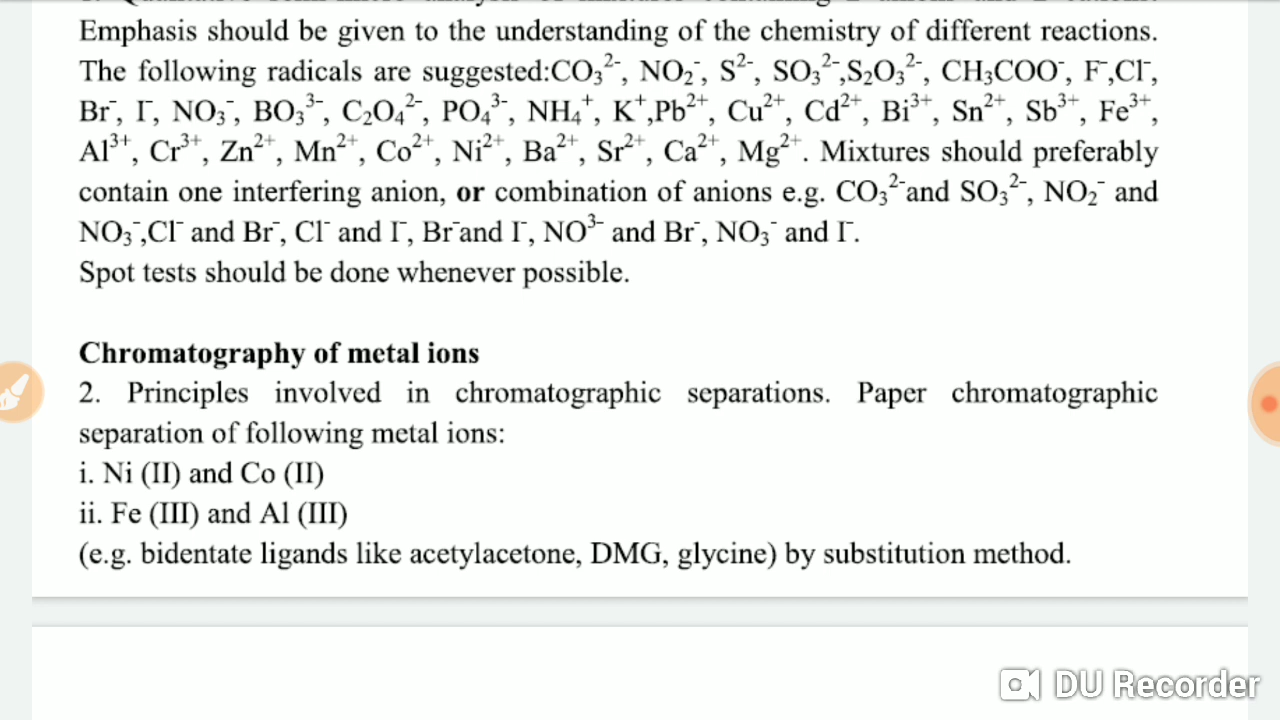 Emphasis should be given to the understanding of the chemistry of different reactions.
The following radicals are suggested:CO₃²⁻, NO₂⁻, S²⁻, SO₃²⁻,S₂O₃²⁻, CH₃COO⁻, F⁻,Cl⁻,
Br⁻, I⁻, NO₃⁻, BO₃³⁻, C₂O₄²⁻, PO₄³⁻, NH₄⁺, K⁺,Pb²⁺, Cu²⁺, Cd²⁺, Bi³⁺, Sn²⁺, Sb³⁺, Fe³⁺,
Al³⁺, Cr³⁺, Zn²⁺, Mn²⁺, Co²⁺, Ni²⁺, Ba²⁺, Sr²⁺, Ca²⁺, Mg²⁺. Mixtures should preferably
contain one interfering anion, or combination of anions e.g. CO₃²⁻and SO₃²⁻, NO₂⁻ and
NO₃⁻,Cl⁻ and Br⁻, Cl⁻ and I⁻, Br⁻and I⁻, NO³⁻ and Br⁻, NO₃⁻ and I⁻.
Spot tests should be done whenever possible.
Chromatography of metal ions
2. Principles involved in chromatographic separations. Paper chromatographic
separation of following metal ions:
i. Ni (II) and Co (II)
ii. Fe (III) and Al (III)
(e.g. bidentate ligands like acetylacetone, DMG, glycine) by substitution method.
DU Recorder